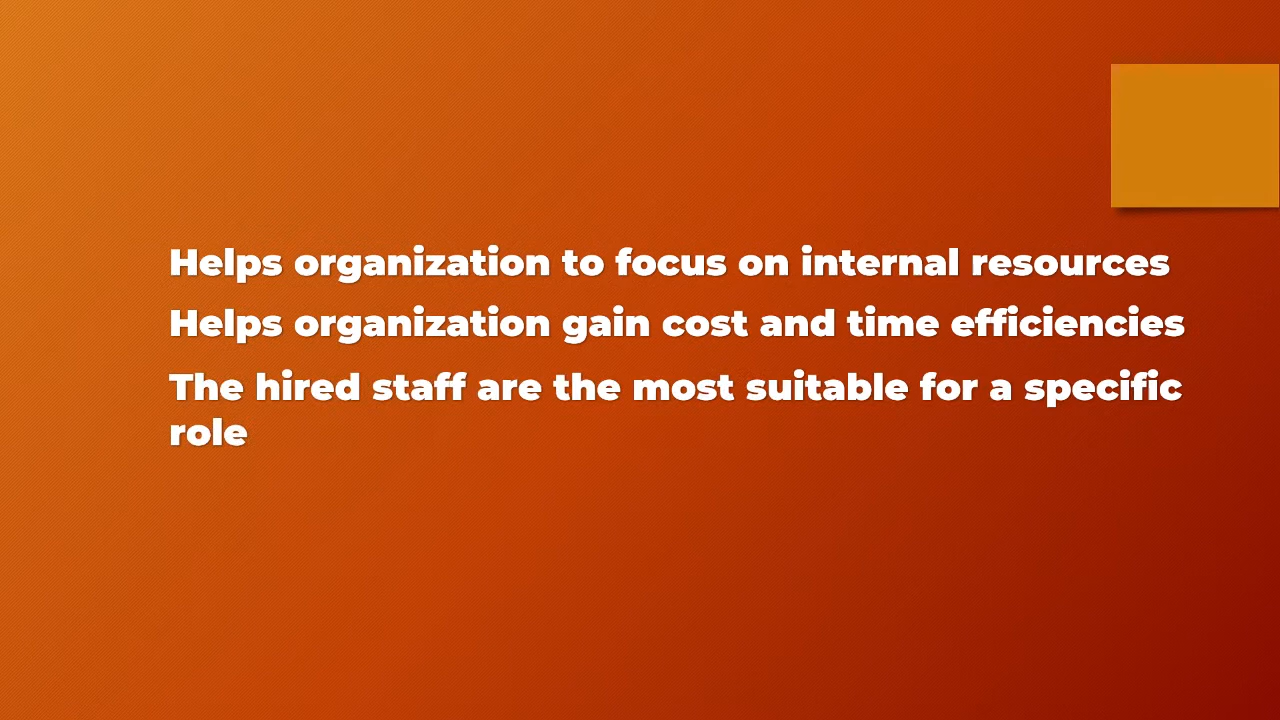 Helps organization to focus on internal resources
Helps organization gain cost and time efficiencies
The hired staff are the most suitable for a specific
role